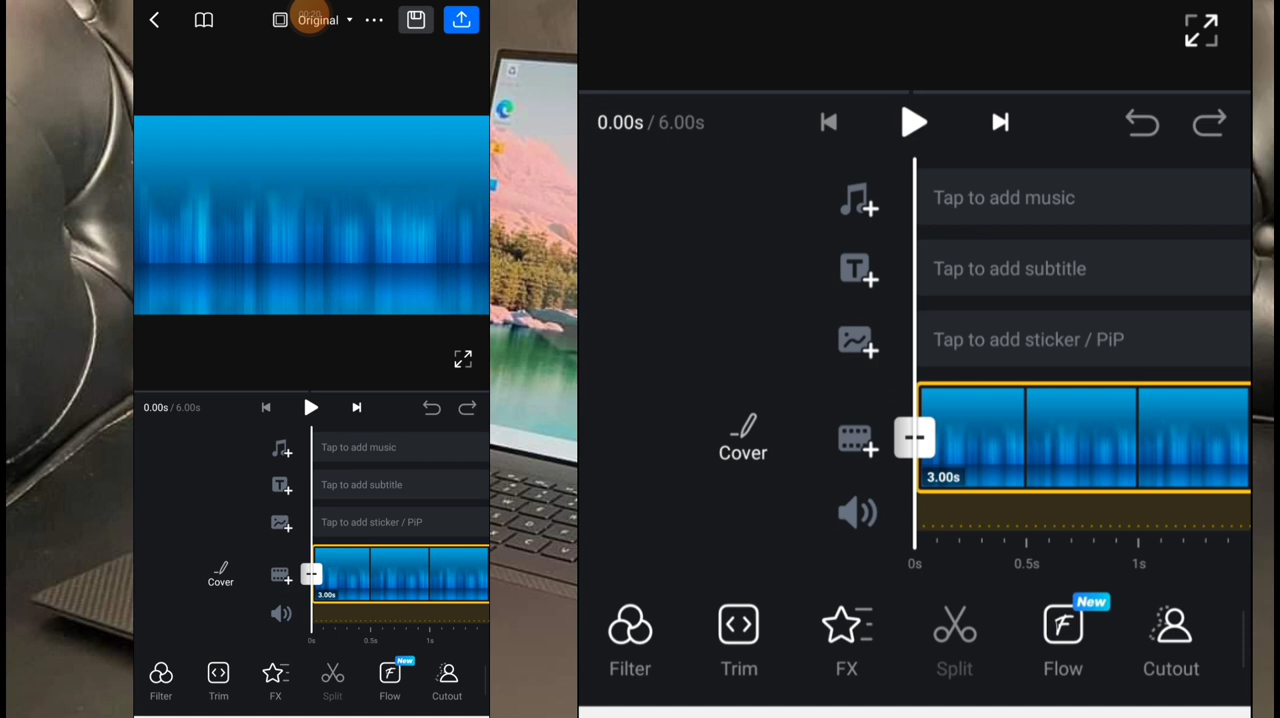 Original
00:20
0.00s / 6.00s
Tap to add music
Tap to add subtitle
Tap to add sticker / PiP
Cover
3.00s
0s 0.5s 1s
New
Filter Trim FX Split Flow Cutout
0.00s / 6.00s
Tap to add music
Tap to add subtitle
Tap to add sticker / PiP
Cover
3.00s
0s 0.5s 1s
New
Filter Trim FX Split Flow Cutout